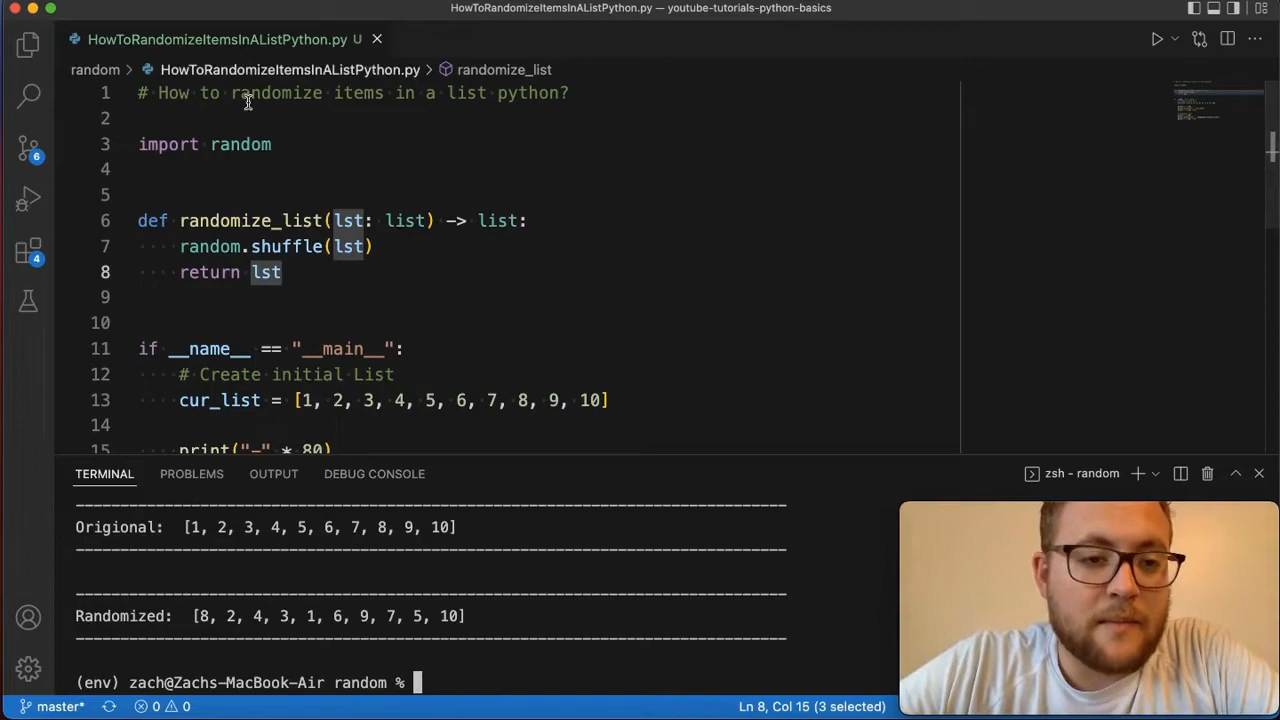 HowToRandomizeItemsInAListPython.py — youtube-tutorials-python-basics
HowToRandomizeItemsInAListPython.py U
random > HowToRandomizeItemsInAListPython.py > randomize_list
1 # How to randomize items in a list python?
2
3 import random
4
5
6 def randomize_list(lst: list) -> list:
7 random.shuffle(lst)
8 return lst
9
10
11 if __name__ == "__main__":
12 # Create initial List
13 cur_list = [1, 2, 3, 4, 5, 6, 7, 8, 9, 10]
14
15 print("-" * 80)
6
4
TERMINAL PROBLEMS OUTPUT DEBUG CONSOLE zsh - random
--------------------------------------------------------------------------------
Origional: [1, 2, 3, 4, 5, 6, 7, 8, 9, 10]
--------------------------------------------------------------------------------
--------------------------------------------------------------------------------
Randomized: [8, 2, 4, 3, 1, 6, 9, 7, 5, 10]
--------------------------------------------------------------------------------
(env) zach@Zachs-MacBook-Air random %
master* 0 0 Ln 8, Col 15 (3 selected)